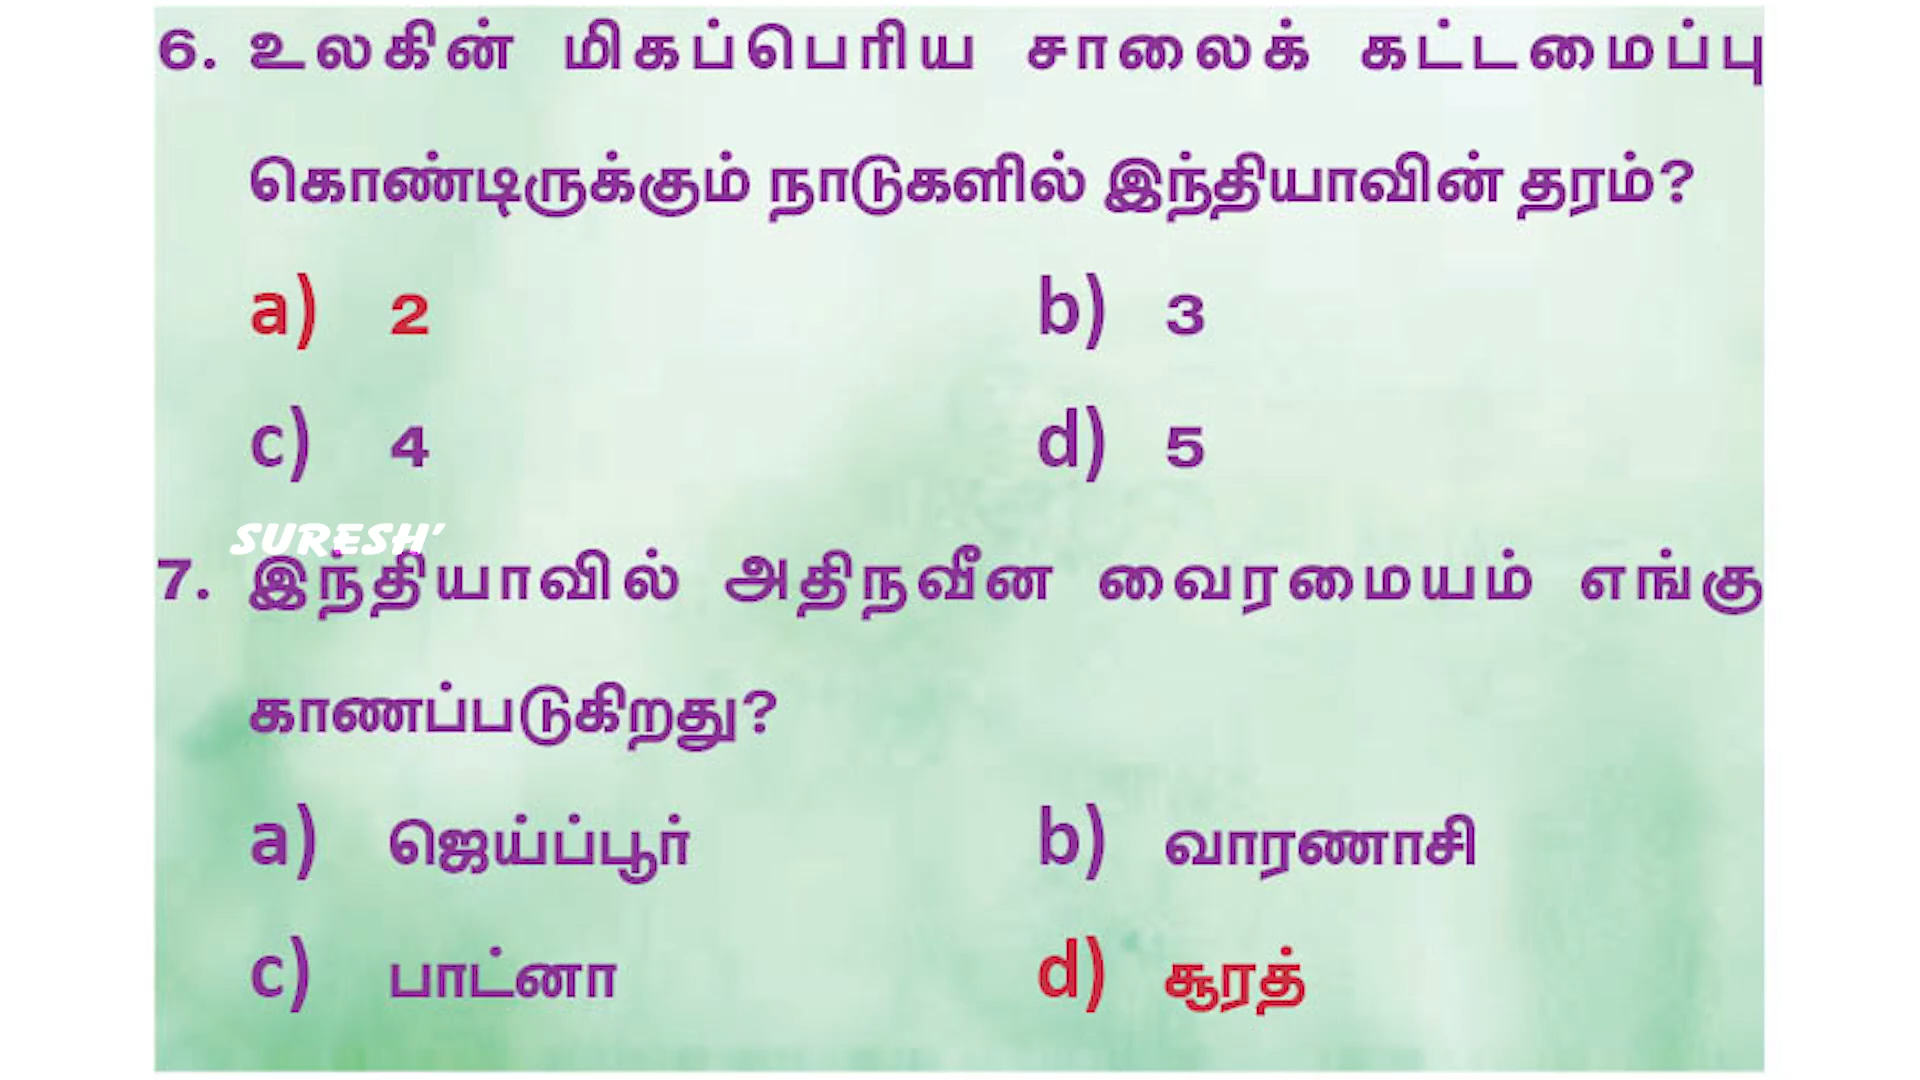 6. உலகின் மிகப்பெரிய சாலைக் கட்டமைப்பு
கொண்டிருக்கும் நாடுகளில் இந்தியாவின் தரம்?
a) 2 b) 3
c) 4 d) 5
SURESH'
7. இந்தியாவில் அதிநவீன வைரமையம் எங்கு
காணப்படுகிறது?
a) ஜெய்ப்பூர் b) வாரணாசி
c) பாட்னா d) சூரத்